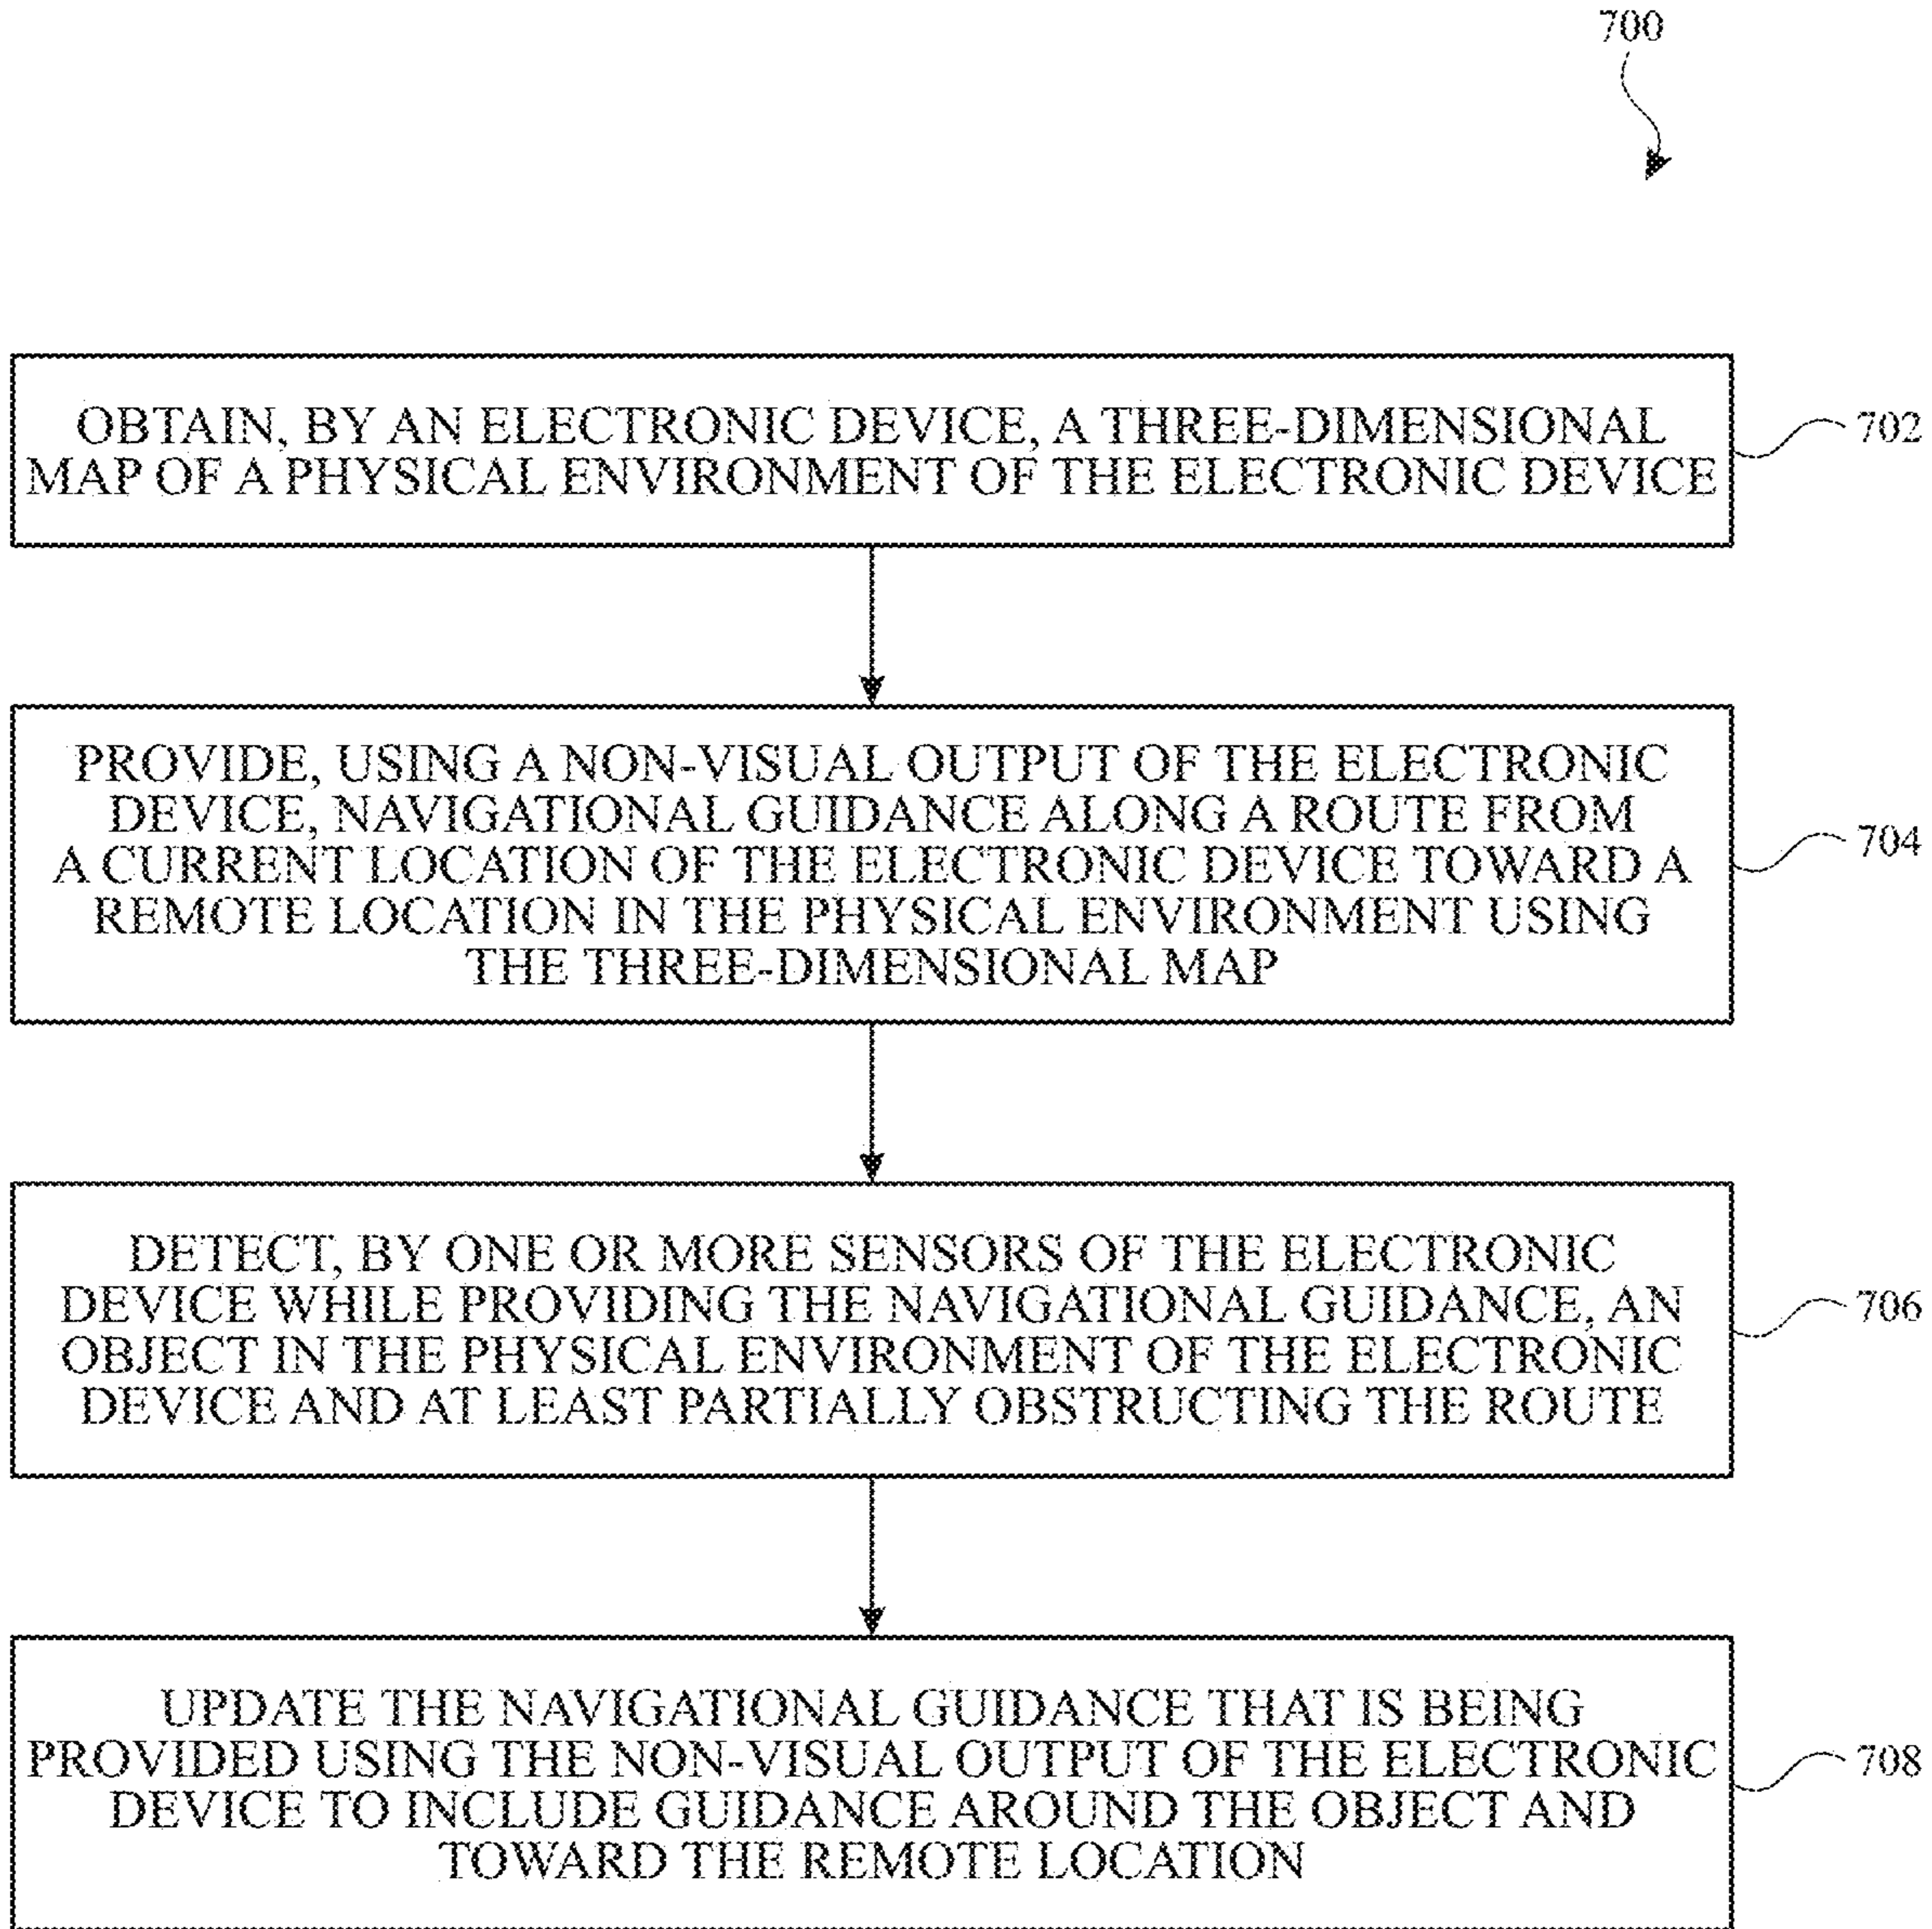 700
OBTAIN, BY AN ELECTRONIC DEVICE, A THREE-DIMENSIONAL
MAP OF A PHYSICAL ENVIRONMENT OF THE ELECTRONIC DEVICE
702
PROVIDE, USING A NON-VISUAL OUTPUT OF THE ELECTRONIC
DEVICE, NAVIGATIONAL GUIDANCE ALONG A ROUTE FROM
A CURRENT LOCATION OF THE ELECTRONIC DEVICE TOWARD A
REMOTE LOCATION IN THE PHYSICAL ENVIRONMENT USING
THE THREE-DIMENSIONAL MAP
704
DETECT, BY ONE OR MORE SENSORS OF THE ELECTRONIC
DEVICE WHILE PROVIDING THE NAVIGATIONAL GUIDANCE, AN
OBJECT IN THE PHYSICAL ENVIRONMENT OF THE ELECTRONIC
DEVICE AND AT LEAST PARTIALLY OBSTRUCTING THE ROUTE
706
UPDATE THE NAVIGATIONAL GUIDANCE THAT IS BEING
PROVIDED USING THE NON-VISUAL OUTPUT OF THE ELECTRONIC
DEVICE TO INCLUDE GUIDANCE AROUND THE OBJECT AND
TOWARD THE REMOTE LOCATION
708